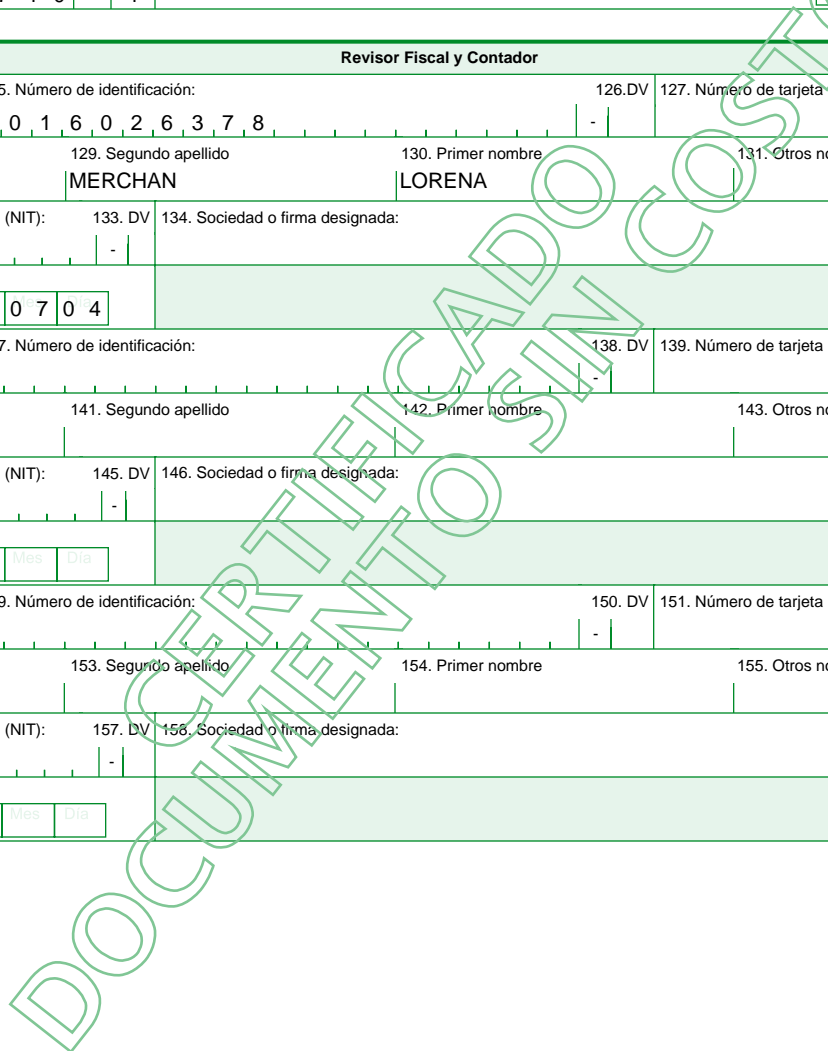 Revisor Fiscal y Contador
5. Número de identificación: 126.DV 127. Número de tarjeta
0 1 6 0 2 6 3 7 8 -
129. Segundo apellido 130. Primer nombre 131. Otros no
MERCHAN LORENA
(NIT): 133. DV 134. Sociedad o firma designada:
-
0 7 0 4
7. Número de identificación: 138. DV 139. Número de tarjeta
-
141. Segundo apellido 142. Primer nombre 143. Otros no
(NIT): 145. DV 146. Sociedad o firma designada:
-
Mes Día
9. Número de identificación: 150. DV 151. Número de tarjeta
-
153. Segundo apellido 154. Primer nombre 155. Otros no
(NIT): 157. DV 158. Sociedad o firma designada:
-
Mes Día
CERTIFICADO
DOCUMENTO SIN COSTO